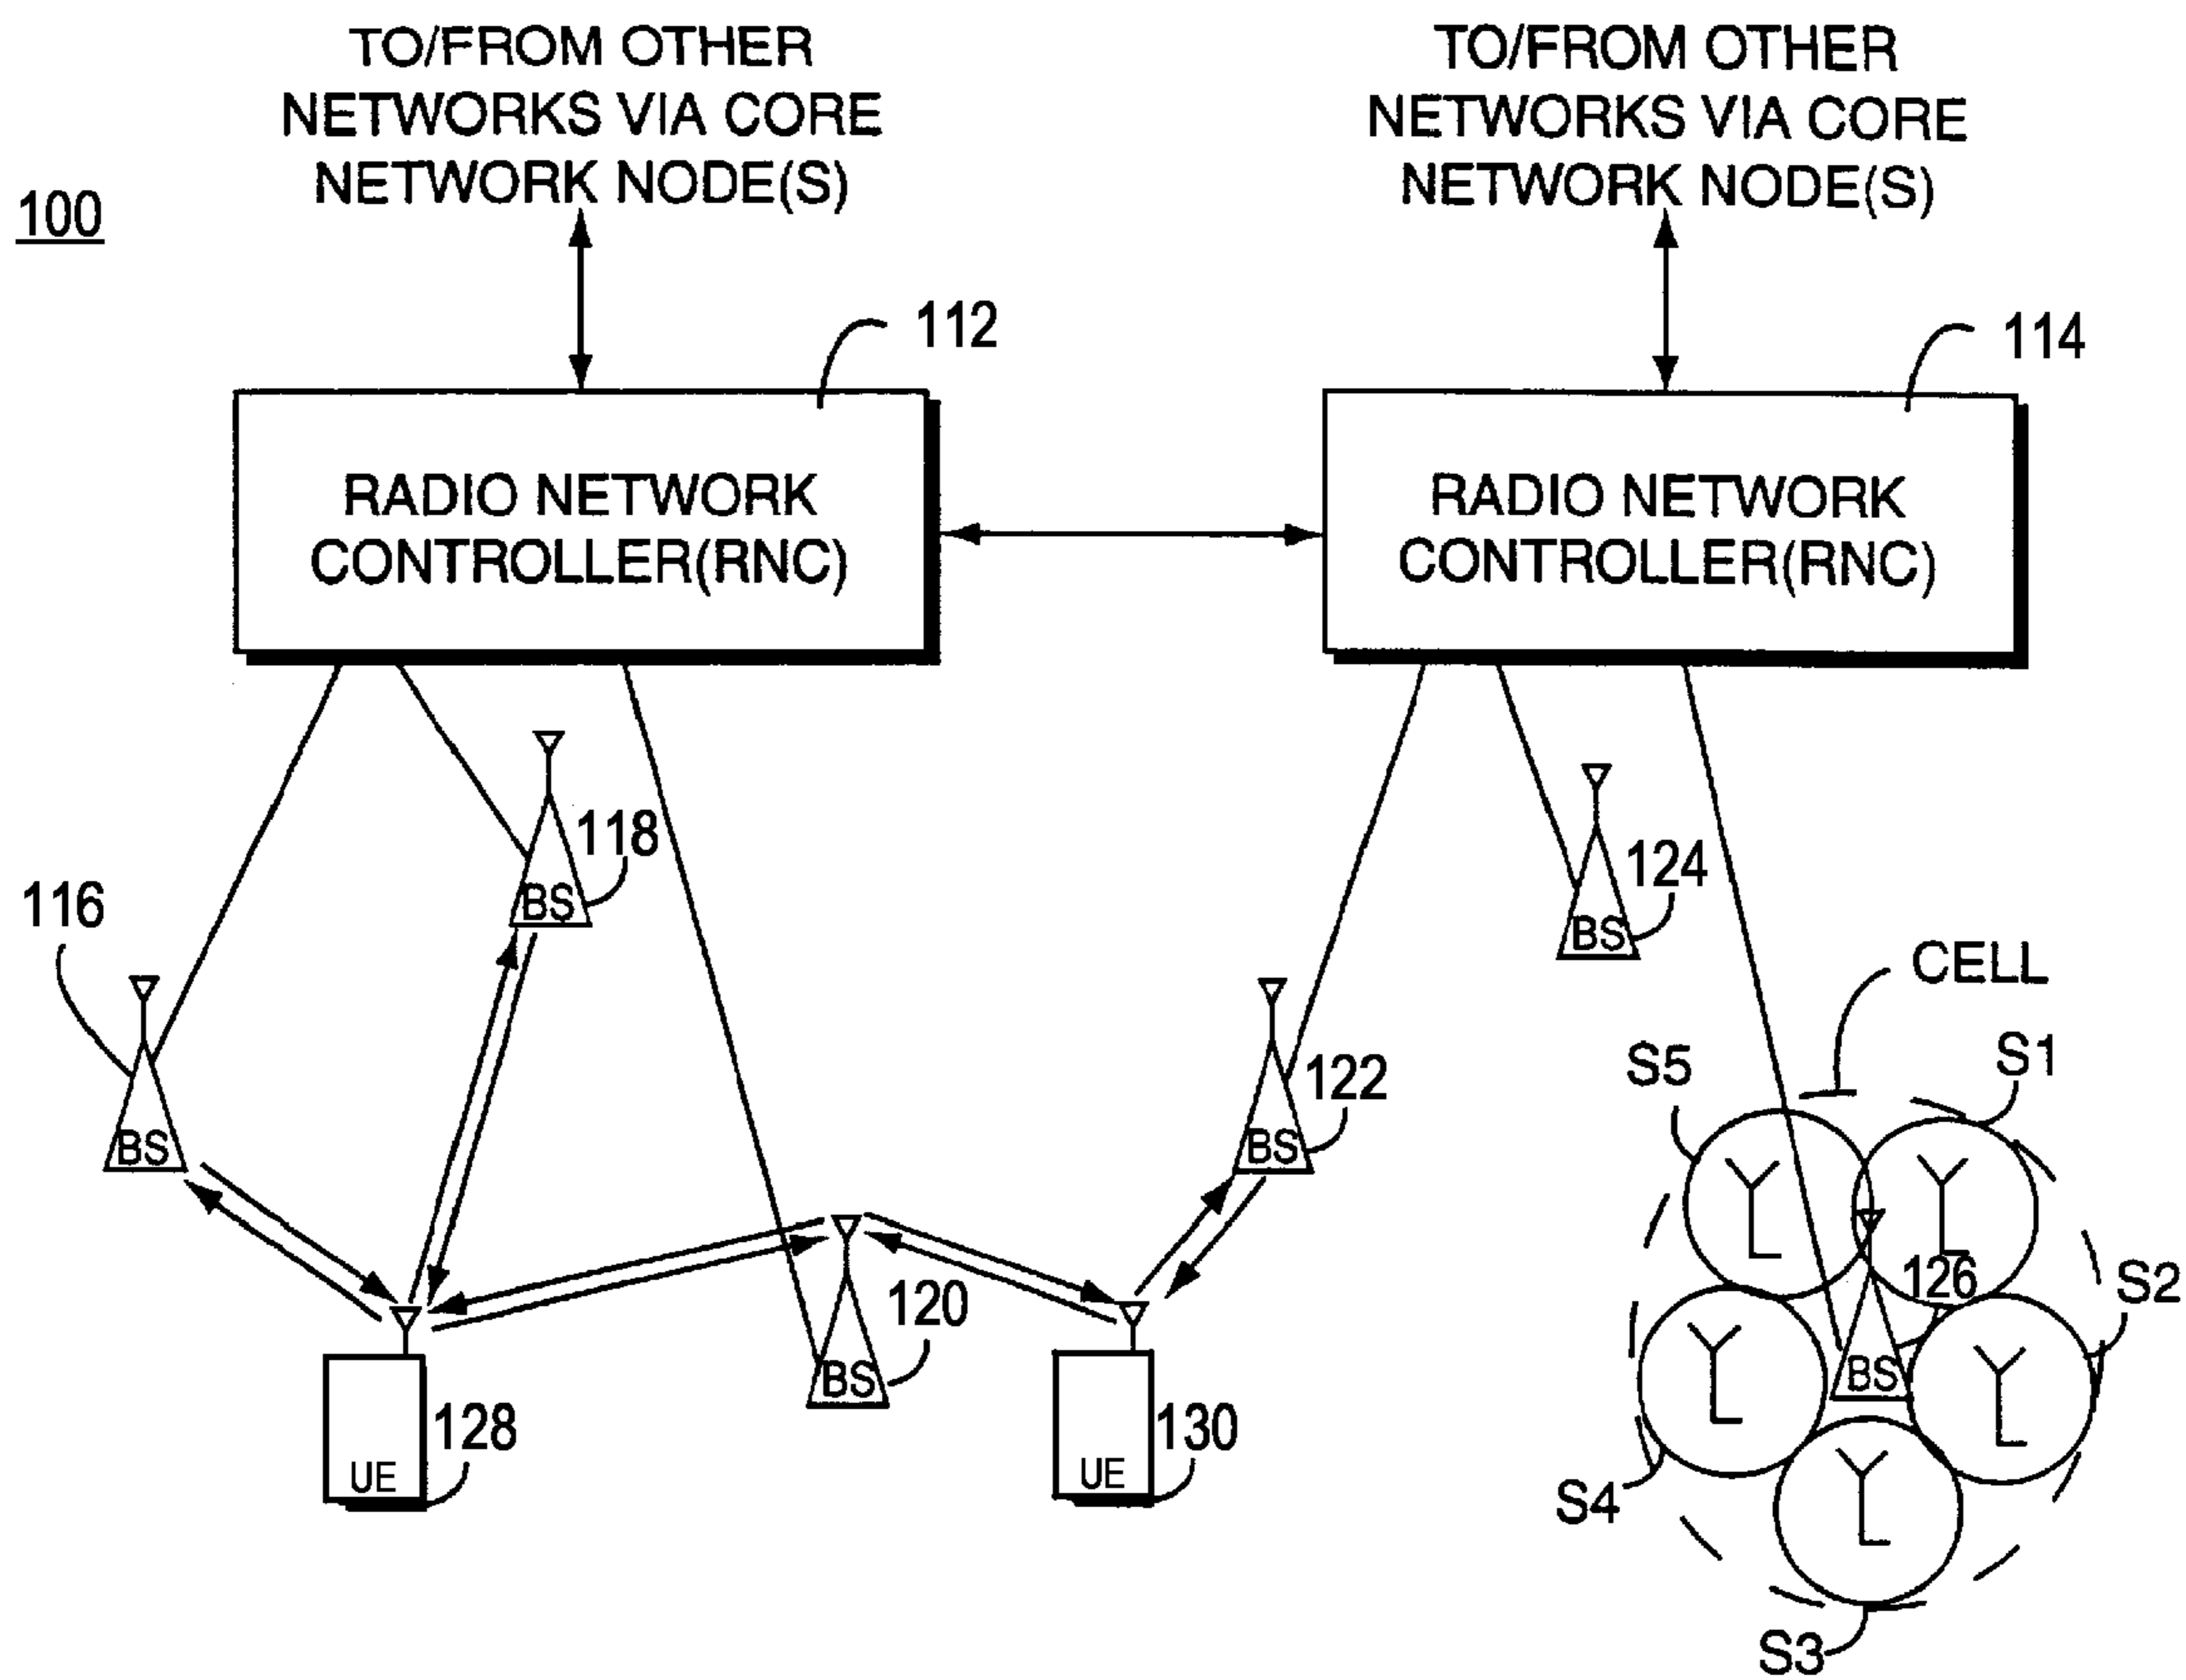 TO/FROM OTHER
NETWORKS VIA CORE
NETWORK NODE(S)
TO/FROM OTHER
NETWORKS VIA CORE
NETWORK NODE(S)
100
112
114
RADIO NETWORK
CONTROLLER(RNC)
RADIO NETWORK
CONTROLLER(RNC)
118
BS
124
BS
116
BS
CELL
S5
S1
122
BS
120
BS
126
BS
S2
128
UE
130
UE
S4
S3